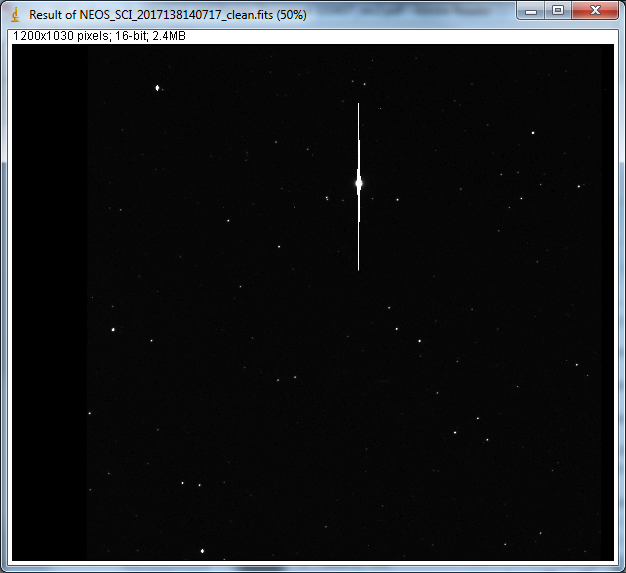 Result of NEOS_SCI_2017138140717_clean.fits (50%)
1200x1030 pixels; 16-bit; 2.4MB